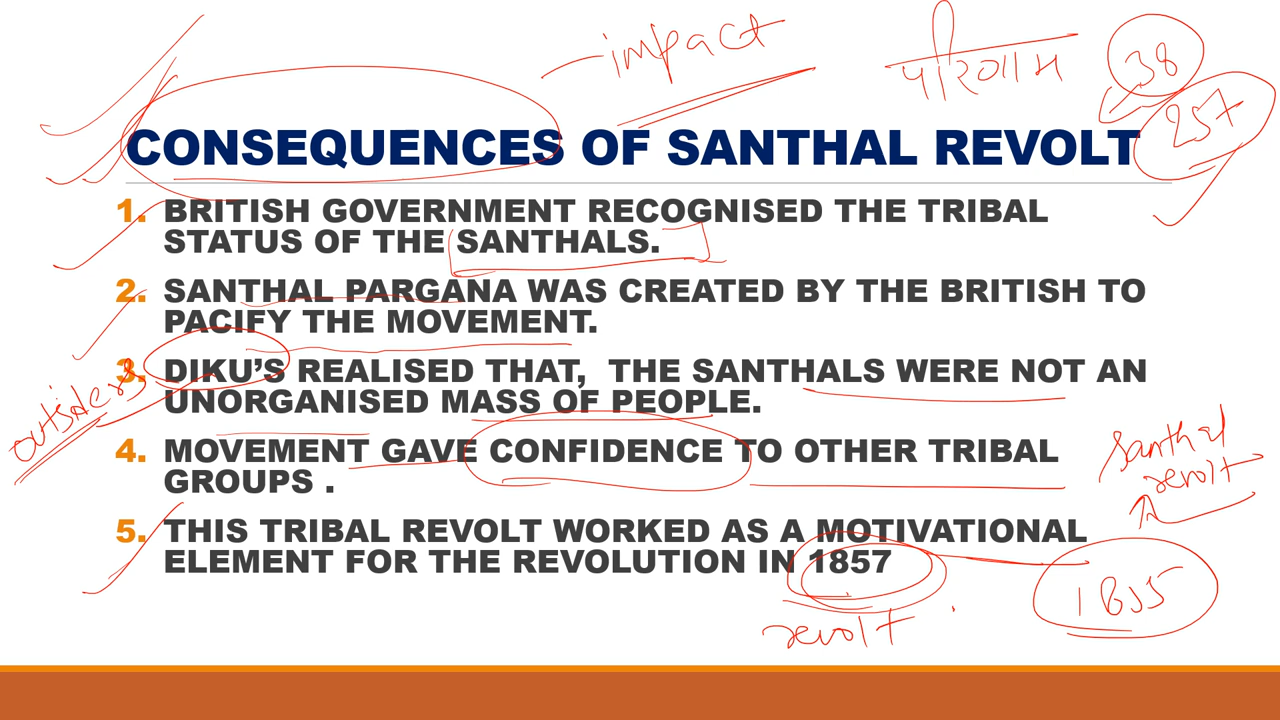 impact
परिणाम
38
257
CONSEQUENCES OF SANTHAL REVOLT
1. BRITISH GOVERNMENT RECOGNISED THE TRIBAL
STATUS OF THE SANTHALS.
2. SANTHAL PARGANA WAS CREATED BY THE BRITISH TO
PACIFY THE MOVEMENT.
3. DIKU’S REALISED THAT, THE SANTHALS WERE NOT AN
UNORGANISED MASS OF PEOPLE.
outsiders
4. MOVEMENT GAVE CONFIDENCE TO OTHER TRIBAL
GROUPS .
santhal
revolt
5. THIS TRIBAL REVOLT WORKED AS A MOTIVATIONAL
ELEMENT FOR THE REVOLUTION IN 1857
1855
revolt